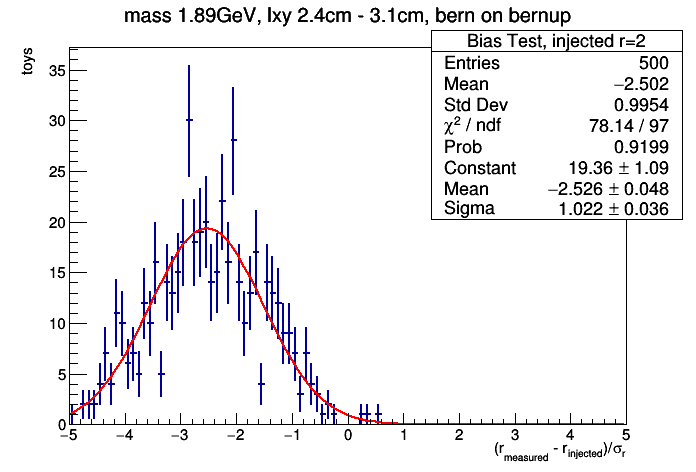 mass 1.89GeV, lxy 2.4cm - 3.1cm, bern on bernup
Bias Test, injected r=2
Entries 500
Mean −2.502
Std Dev 0.9954
χ² / ndf 78.14 / 97
Prob 0.9199
Constant 19.36 ± 1.09
Mean −2.526 ± 0.048
Sigma 1.022 ± 0.036
toys
35
30
25
20
15
10
5
0
−5 −4 −3 −2 −1 0 1 2 3 4 5
(r_measured - r_injected)/σ_r